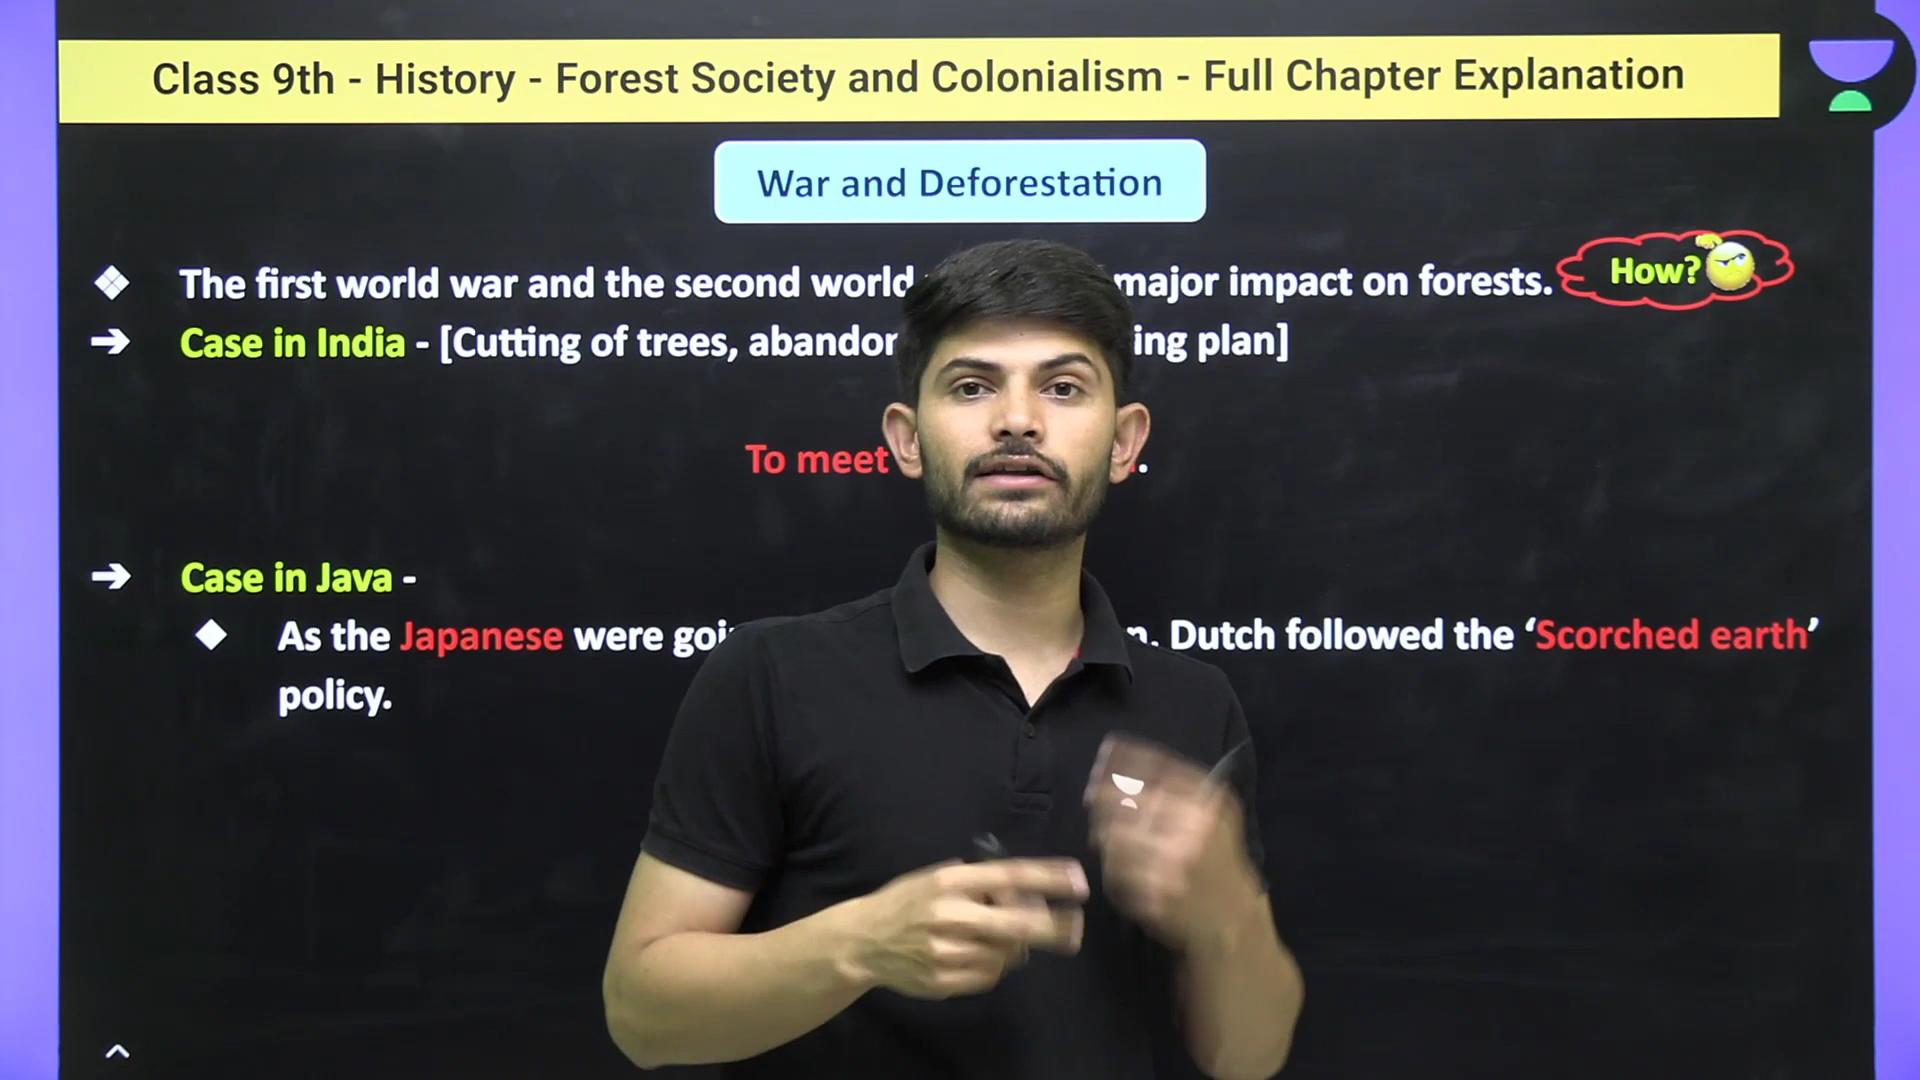 Class 9th - History - Forest Society and Colonialism - Full Chapter Explanation
War and Deforestation
❖ The first world war and the second world major impact on forests. How?
➔ Case in India - [Cutting of trees, ing plan]
To meet .
➔ Case in Java -
◆ As the Japanese were Dutch followed the ‘Scorched earth’
policy.